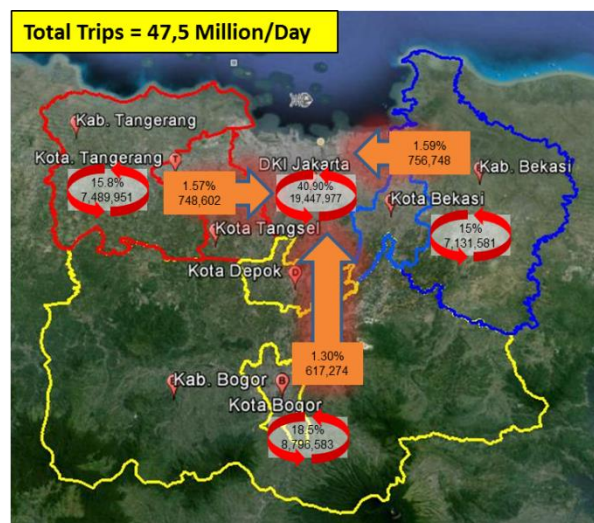 Total Trips = 47,5 Million/Day
Kab. Tangerang
Kota. Tangerang
T
15.8%
7,489,951
1.57%
748,602
DKI Jakarta
40,90%
19,447,977
1.59%
756,748
Kab. Bekasi
Kota Bekasi
15%
7,131,581
Kota Tangsel
Kota Depok
D
1.30%
617,274
Kab. Bogor
B
Kota Bogor
18.5%
8,796,583